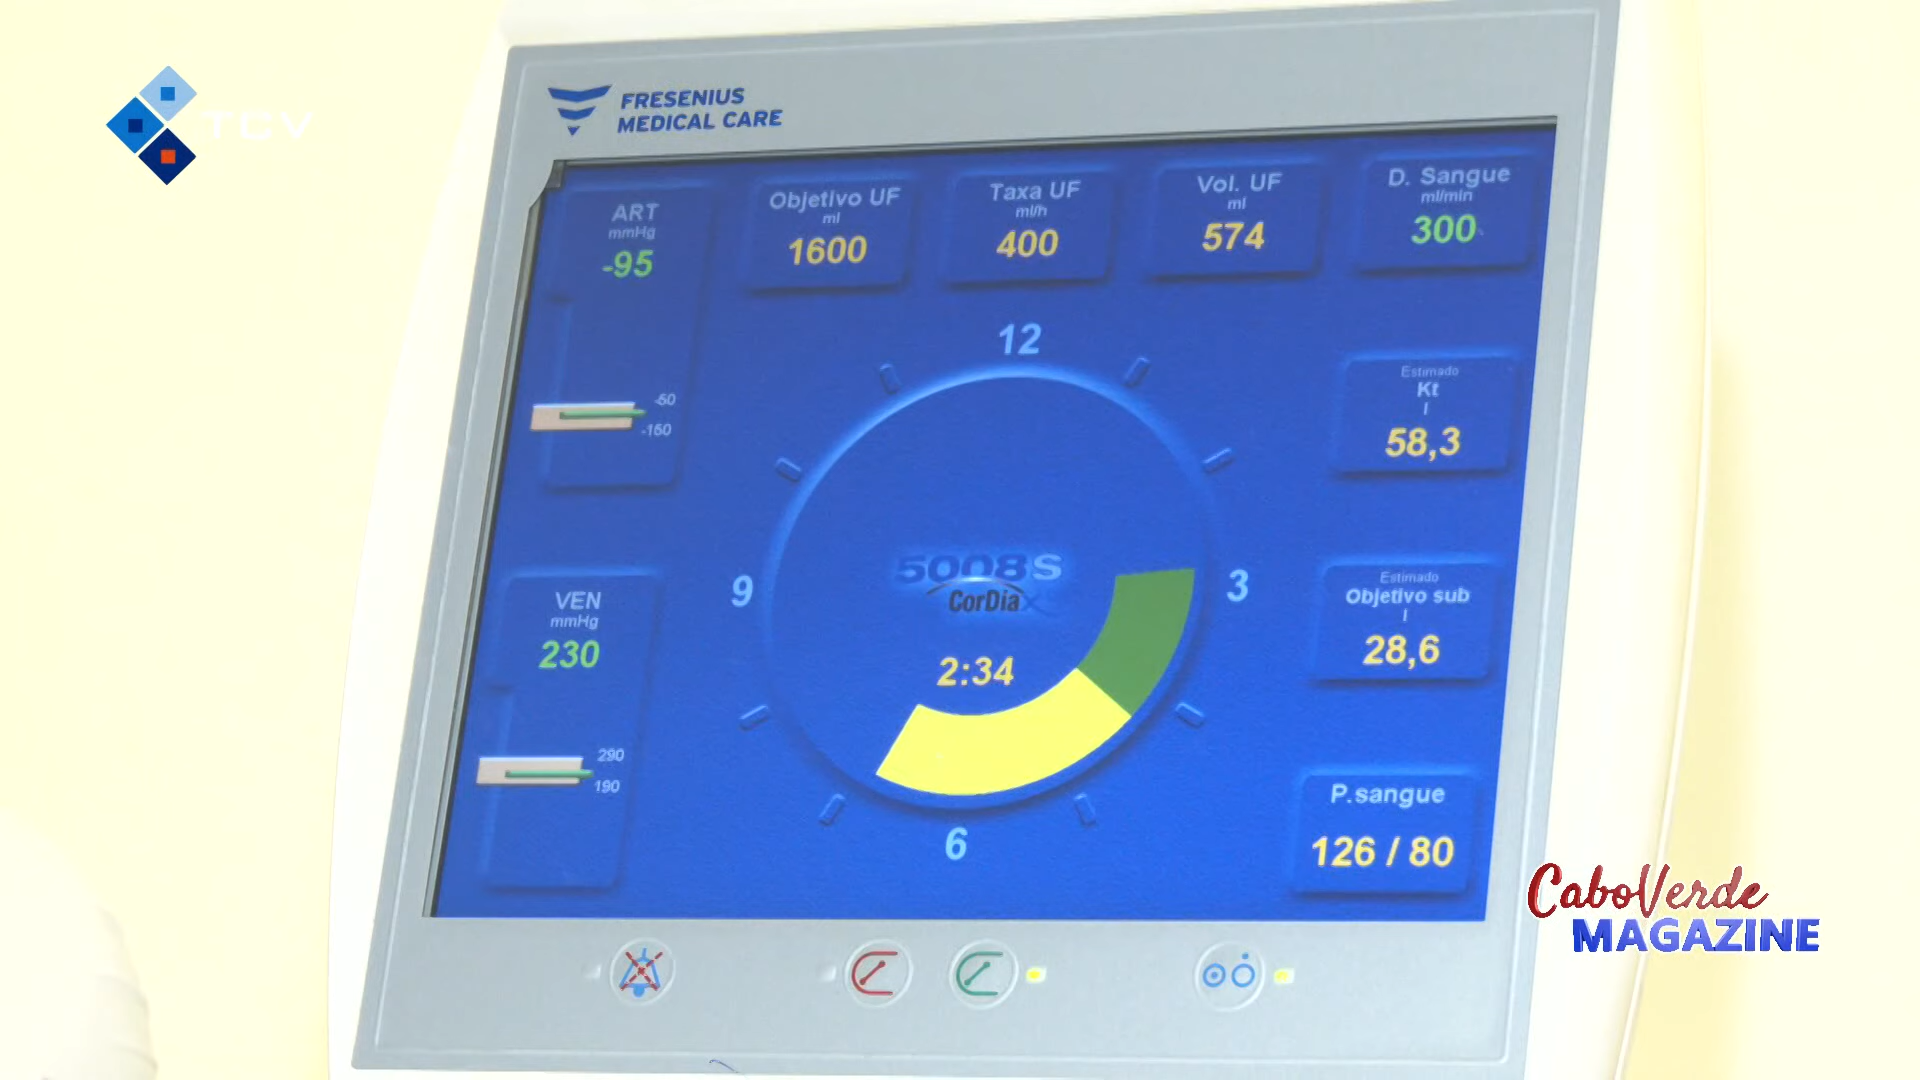 TCV
FRESENIUS
MEDICAL CARE
ART
mmHg
-95
Objetivo UF
ml
1600
Taxa UF
ml/h
400
Vol. UF
ml
574
D. Sangue
ml/min
300
-50
-150
12
3
6
9
5008S
CorDiax
2:34
Estimado
Kt
l
58,3
VEN
mmHg
230
290
190
Estimado
Objetivo sub
l
28,6
P.sangue
126 / 80
CaboVerde
MAGAZINE